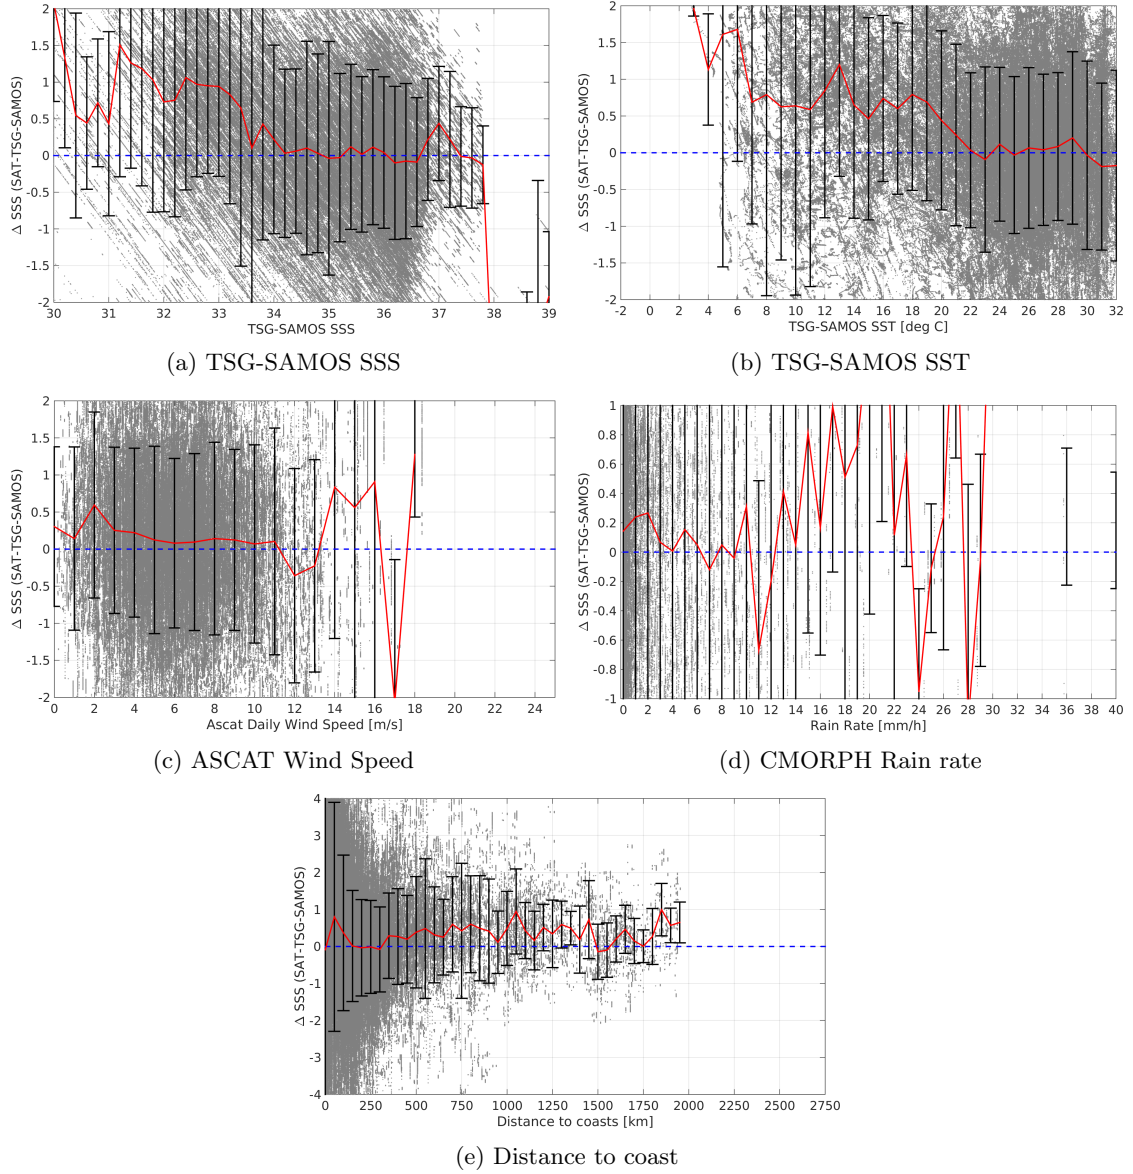 2
1.5
1
0.5
0
-0.5
-1
-1.5
-2
Δ SSS (SAT-TSG-SAMOS)
30 31 32 33 34 35 36 37 38 39
TSG-SAMOS SSS
(a) TSG-SAMOS SSS
2
1.5
1
0.5
0
-0.5
-1
-1.5
-2
Δ SSS (SAT-TSG-SAMOS)
-2 0 2 4 6 8 10 12 14 16 18 20 22 24 26 28 30 32
TSG-SAMOS SST [deg C]
(b) TSG-SAMOS SST
2
1.5
1
0.5
0
-0.5
-1
-1.5
-2
Δ SSS (SAT-TSG-SAMOS)
0 2 4 6 8 10 12 14 16 18 20 22 24
Ascat Daily Wind Speed [m/s]
(c) ASCAT Wind Speed
1
0.8
0.6
0.4
0.2
0
-0.2
-0.4
-0.6
-0.8
-1
Δ SSS (SAT-TSG-SAMOS)
0 2 4 6 8 10 12 14 16 18 20 22 24 26 28 30 32 34 36 38 40
Rain Rate [mm/h]
(d) CMORPH Rain rate
4
3
2
1
0
-1
-2
-3
-4
Δ SSS (SAT-TSG-SAMOS)
0 250 500 750 1000 1250 1500 1750 2000 2250 2500 2750
Distance to coasts [km]
(e) Distance to coast